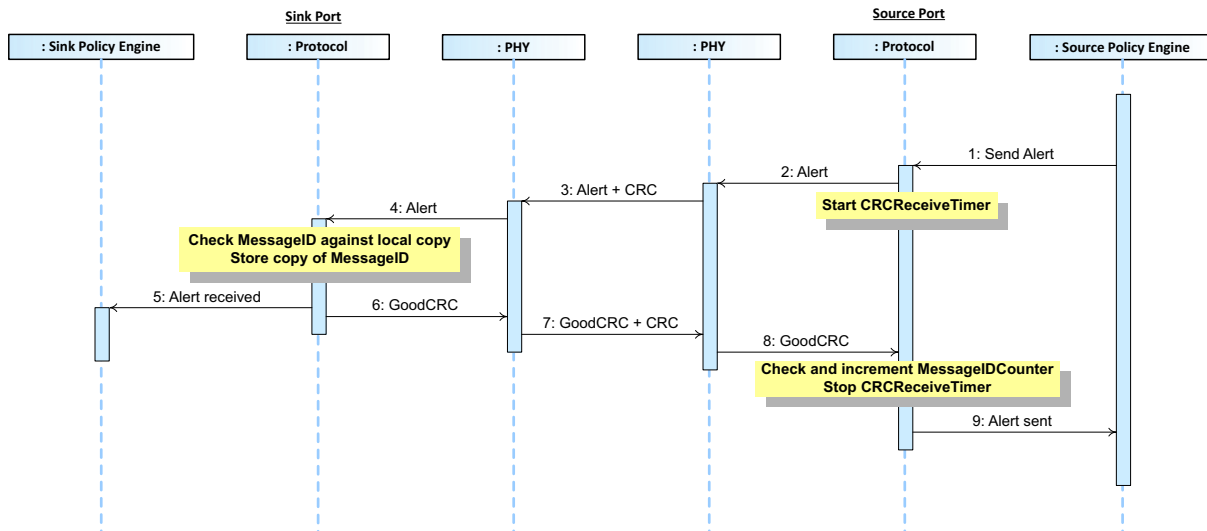 Sink Port
Source Port
: Sink Policy Engine
: Protocol
: PHY
: PHY
: Protocol
: Source Policy Engine
1: Send Alert
2: Alert
3: Alert + CRC
Start CRCReceiveTimer
4: Alert
Check MessageID against local copy
Store copy of MessageID
5: Alert received
6: GoodCRC
7: GoodCRC + CRC
8: GoodCRC
Check and increment MessageIDCounter
Stop CRCReceiveTimer
9: Alert sent